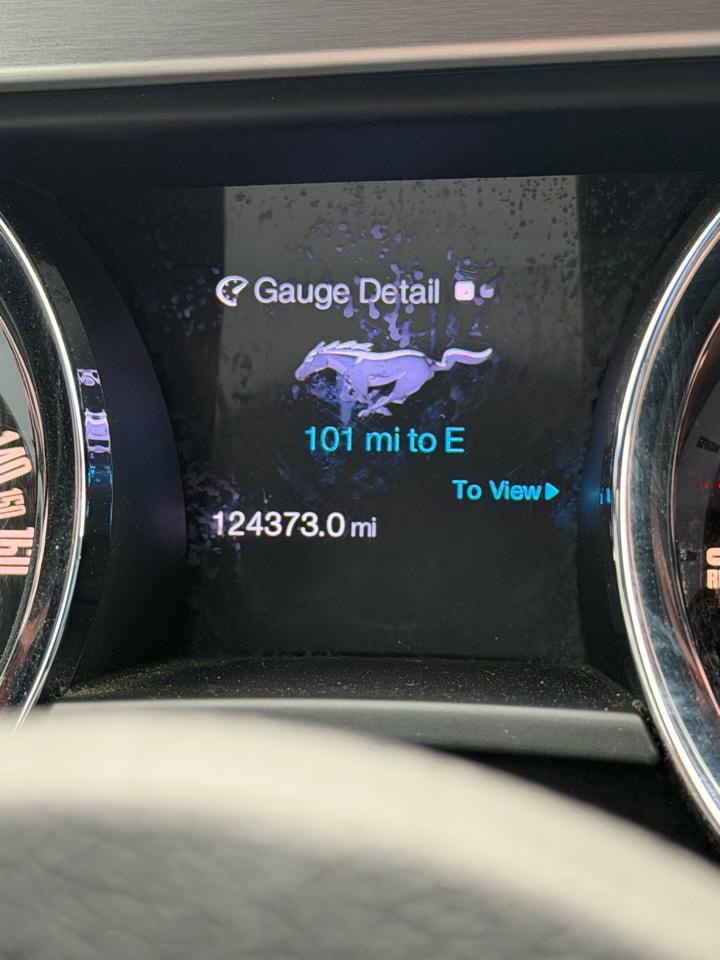 Gauge Detail
101 mi to E
To View
124373.0 mi